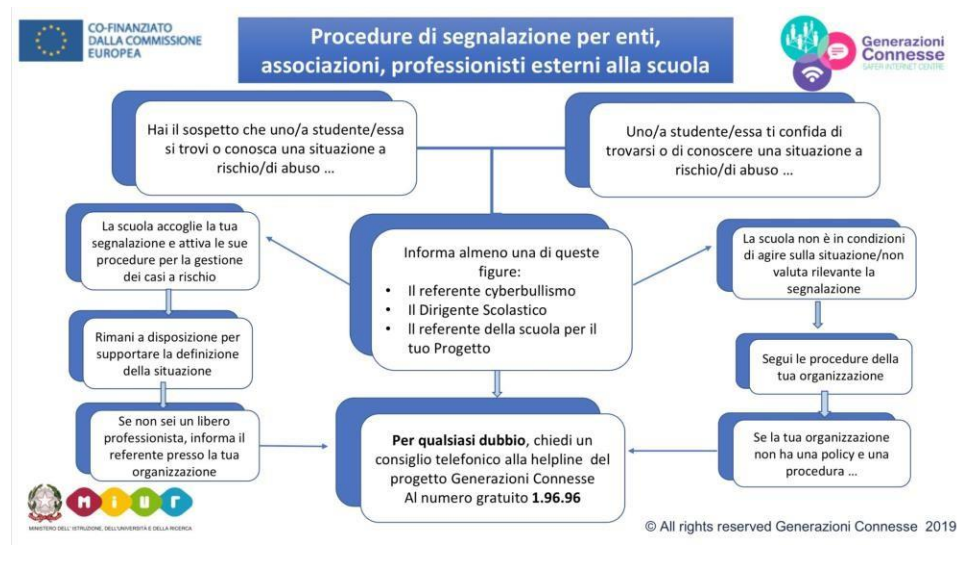 CO-FINANZIATO
DALLA COMMISSIONE
EUROPEA
Procedure di segnalazione per enti,
associazioni, professionisti esterni alla scuola
Generazioni
Connesse
SAFER INTERNET CENTRE
Hai il sospetto che uno/a studente/essa
si trovi o conosca una situazione a
rischio/di abuso ...
Uno/a studente/essa ti confida di
trovarsi o di conoscere una situazione a
rischio/di abuso ...
La scuola accoglie la tua
segnalazione e attiva le sue
procedure per la gestione
dei casi a rischio
Informa almeno una di queste
figure:
• Il referente cyberbullismo
• Il Dirigente Scolastico
• Il referente della scuola per il
tuo Progetto
La scuola non è in condizioni
di agire sulla situazione/non
valuta rilevante la
segnalazione
Rimani a disposizione per
supportare la definizione
della situazione
Segui le procedure della
tua organizzazione
Se non sei un libero
professionista, informa il
referente presso la tua
organizzazione
Per qualsiasi dubbio, chiedi un
consiglio telefonico alla helpline del
progetto Generazioni Connesse
Al numero gratuito 1.96.96
Se la tua organizzazione
non ha una policy e una
procedura ...
miur
MINISTERO DELL'ISTRUZIONE, DELL'UNIVERSITÀ E DELLA RICERCA
© All rights reserved Generazioni Connesse 2019